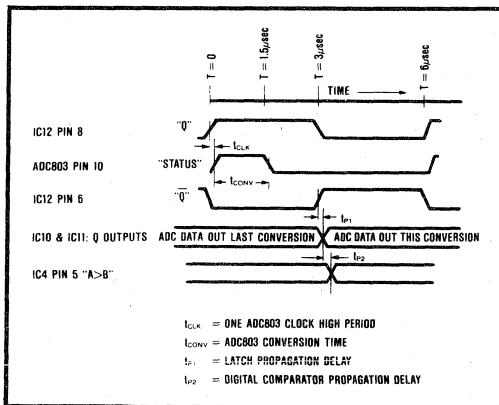 T = 0
T = 1.5μsec
T = 3μsec
T = 6μsec
TIME
IC12 PIN 8 "Q"
tCLK
ADC803 PIN 10 "STATUS"
tCONV
IC12 PIN 6 "Q̅"
tP1
IC10 & IC11: Q OUTPUTS ADC DATA OUT LAST CONVERSION ADC DATA OUT THIS CONVERSION
tP2
IC4 PIN 5 "A>B"
tCLK = ONE ADC803 CLOCK HIGH PERIOD
tCONV = ADC803 CONVERSION TIME
tP1 = LATCH PROPAGATION DELAY
tP2 = DIGITAL COMPARATOR PROPAGATION DELAY